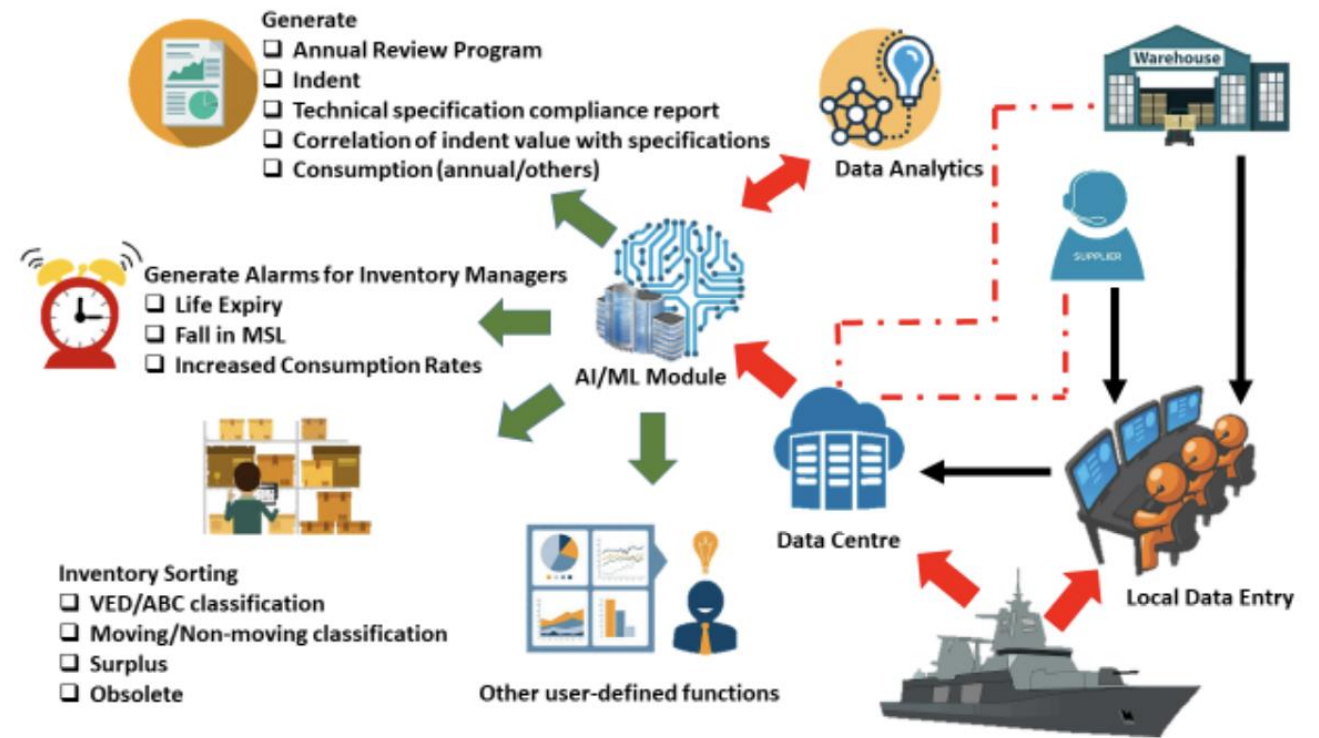 Generate
❑ Annual Review Program
❑ Indent
❑ Technical specification compliance report
❑ Correlation of indent value with specifications
❑ Consumption (annual/others)
Data Analytics
Warehouse
SUPPLIER
Generate Alarms for Inventory Managers
❑ Life Expiry
❑ Fall in MSL
❑ Increased Consumption Rates
AI/ML Module
Data Centre
Local Data Entry
Inventory Sorting
❑ VED/ABC classification
❑ Moving/Non-moving classification
❑ Surplus
❑ Obsolete
Other user-defined functions